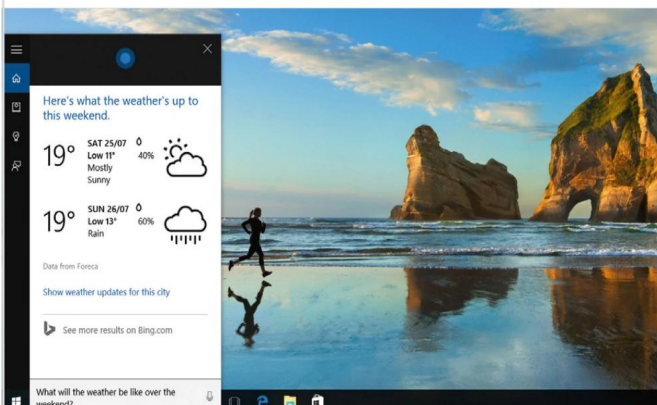 Here's what the weather's up to
this weekend.
19°
SAT 25/07
Low 11°
Mostly
Sunny
40%
19°
SUN 26/07
Low 13°
Rain
60%
Data from Foreca
Show weather updates for this city
See more results on Bing.com
What will the weather be like over the
weekend?